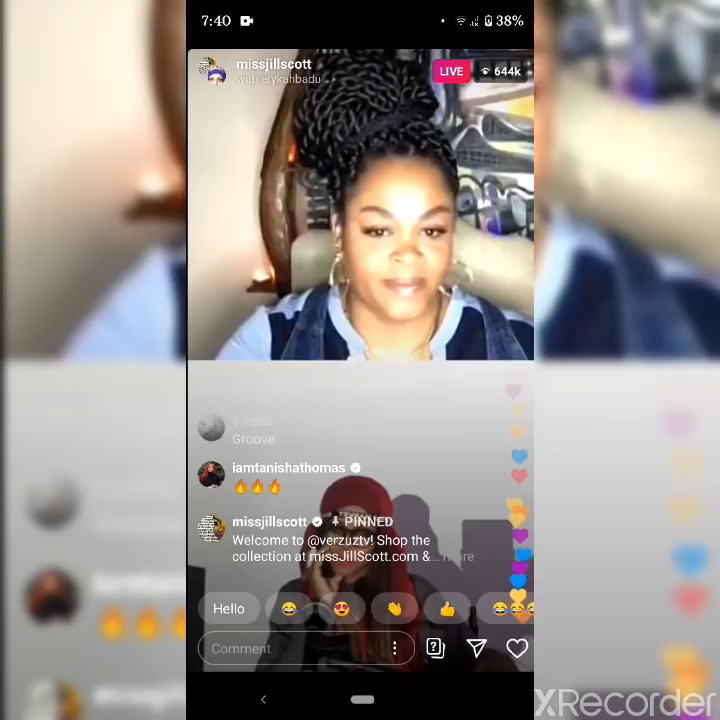 7:40
38%
missjillscott
with erykahbadu
LIVE
644k
Groove
iamtanishathomas
missjillscott PINNED
Welcome to @verzuztv! Shop the
collection at missJillScott.com &... more
Hello
Comment
XRecorder